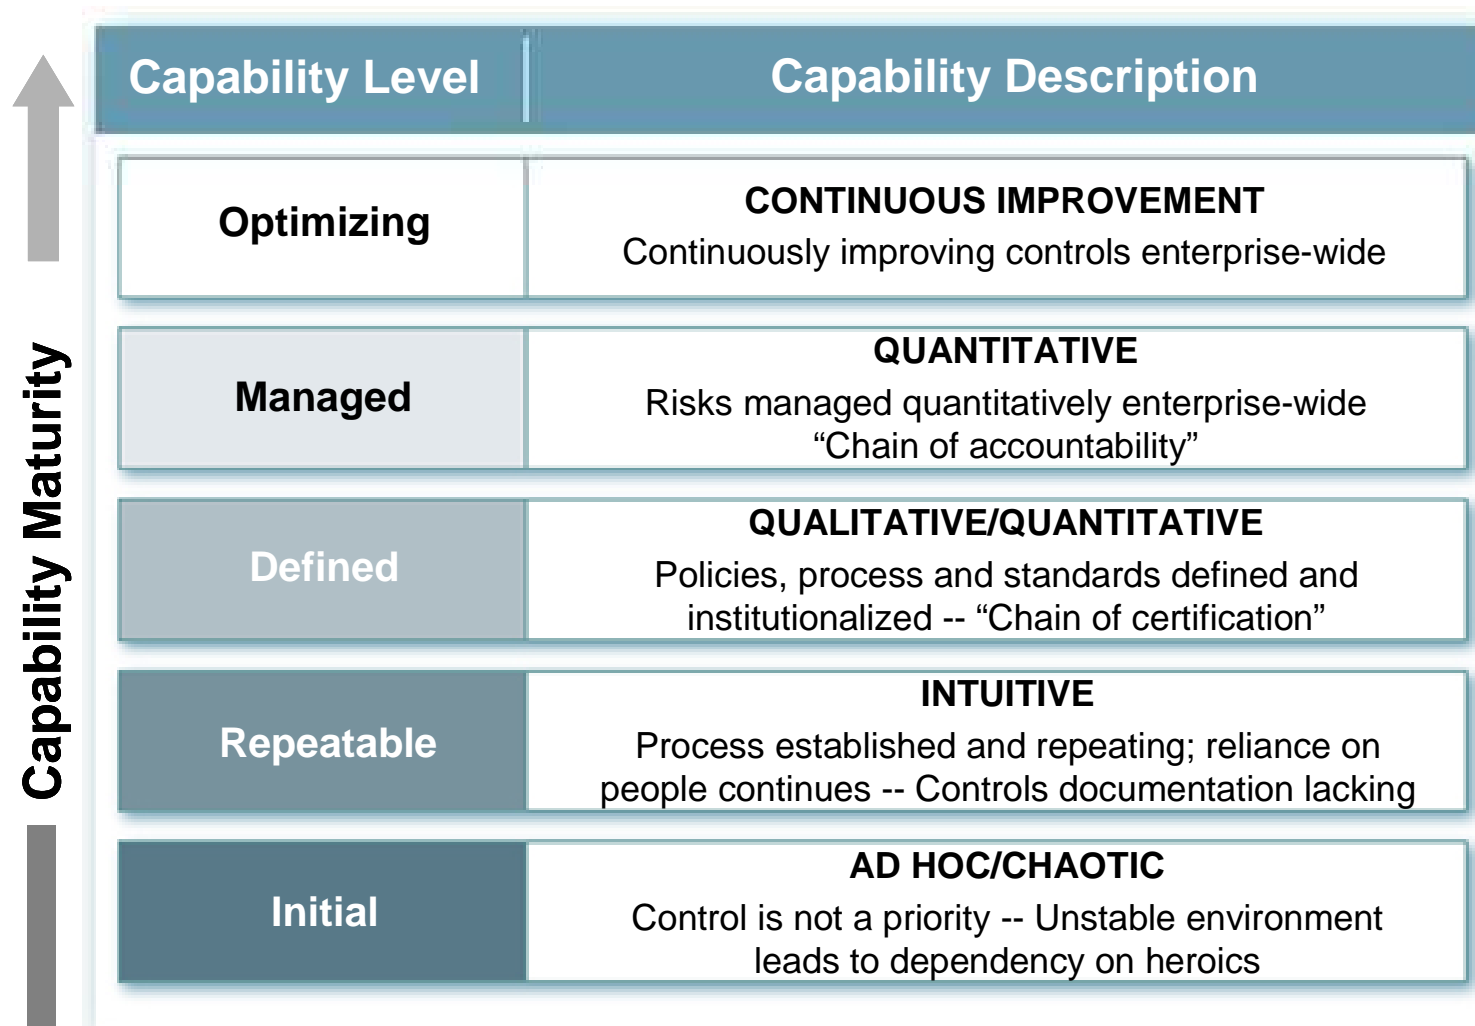 Capability Level
Capability Description
Capability Maturity
Optimizing
CONTINUOUS IMPROVEMENT
Continuously improving controls enterprise-wide
Managed
QUANTITATIVE
Risks managed quantitatively enterprise-wide
“Chain of accountability”
Defined
QUALITATIVE/QUANTITATIVE
Policies, process and standards defined and
institutionalized -- “Chain of certification”
Repeatable
INTUITIVE
Process established and repeating; reliance on
people continues -- Controls documentation lacking
Initial
AD HOC/CHAOTIC
Control is not a priority -- Unstable environment
leads to dependency on heroics